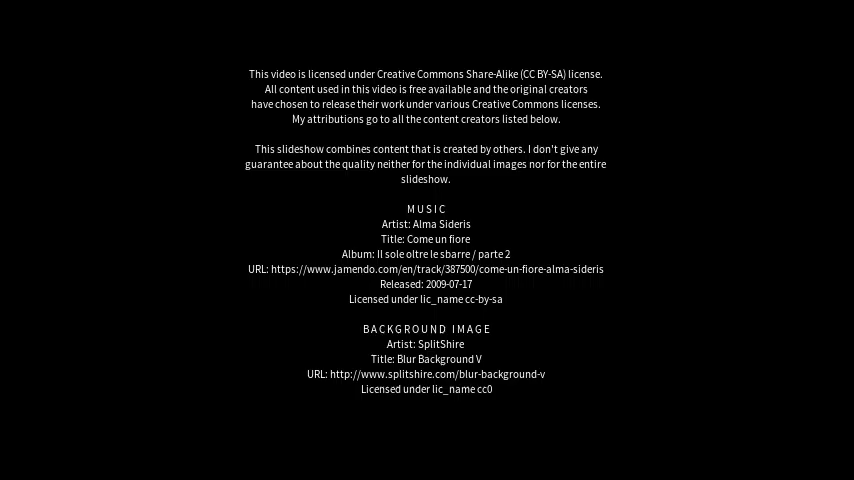 This video is licensed under Creative Commons Share-Alike (CC BY-SA) license.
All content used in this video is free available and the original creators
have chosen to release their work under various Creative Commons licenses.
My attributions go to all the content creators listed below.
This slideshow combines content that is created by others. I don't give any
guarantee about the quality neither for the individual images nor for the entire
slideshow.
MUSIC
Artist: Alma Sideris
Title: Come un fiore
Album: Il sole oltre le sbarre / parte 2
URL: https://www.jamendo.com/en/track/387500/come-un-fiore-alma-sideris
Released: 2009-07-17
Licensed under lic_name cc-by-sa
BACKGROUND IMAGE
Artist: SplitShire
Title: Blur Background V
URL: http://www.splitshire.com/blur-background-v
Licensed under lic_name cc0